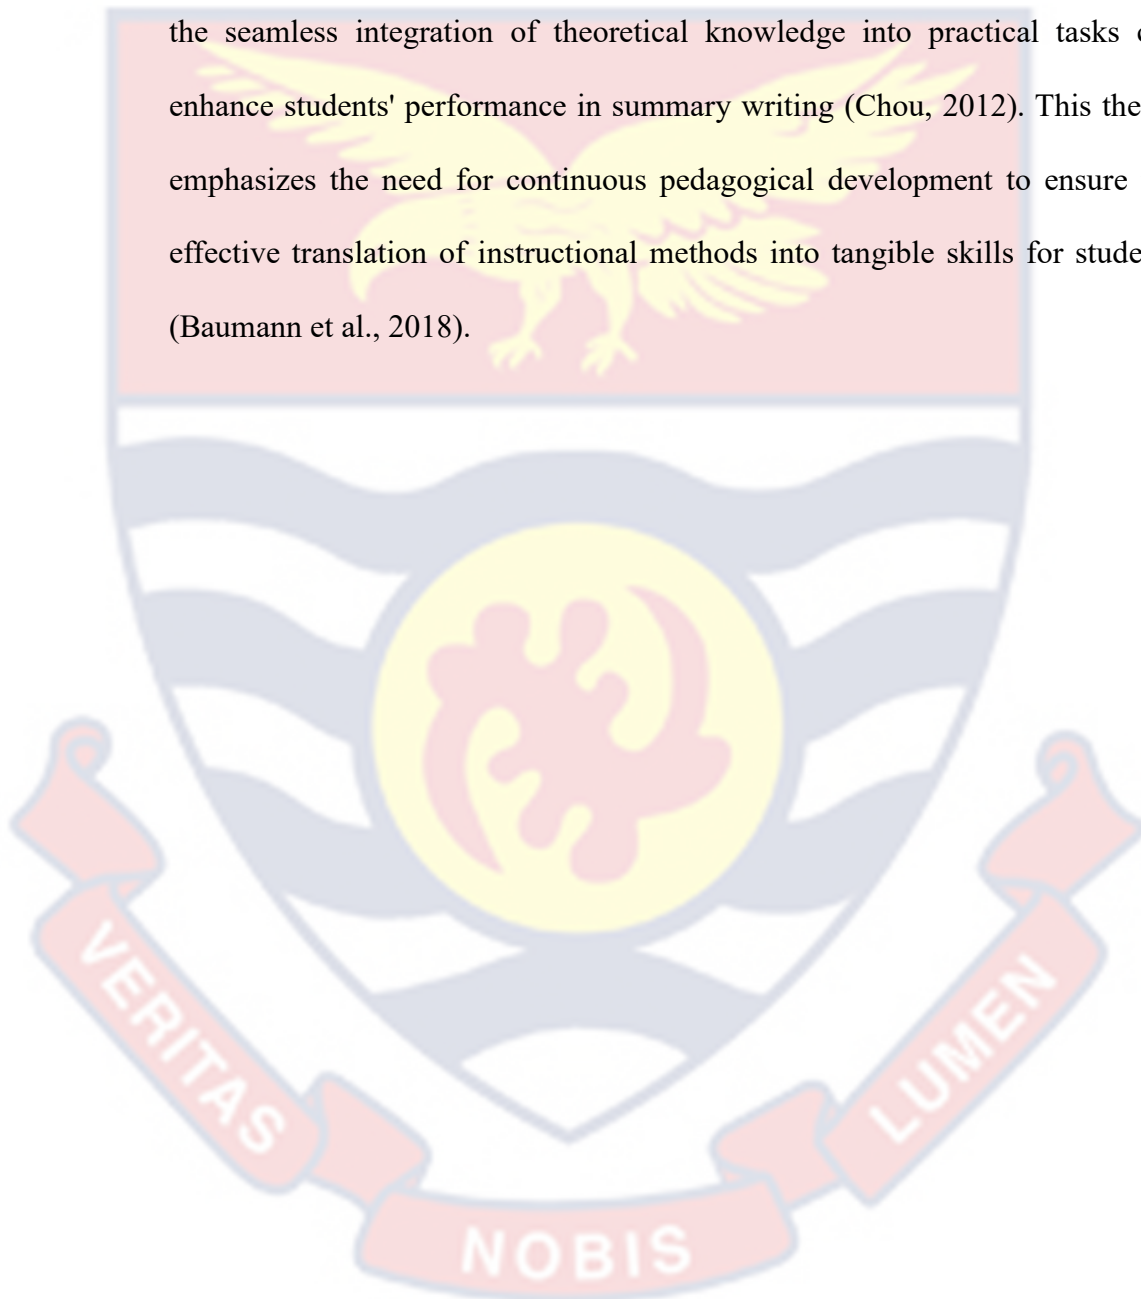 the seamless integration of theoretical knowledge into practical tasks
enhance students' performance in summary writing (Chou, 2012). This
emphasizes the need for continuous pedagogical development to ensure
effective translation of instructional methods into tangible skills for
(Baumann et al., 2018).
VERITAS
NOBIS
LUMEN